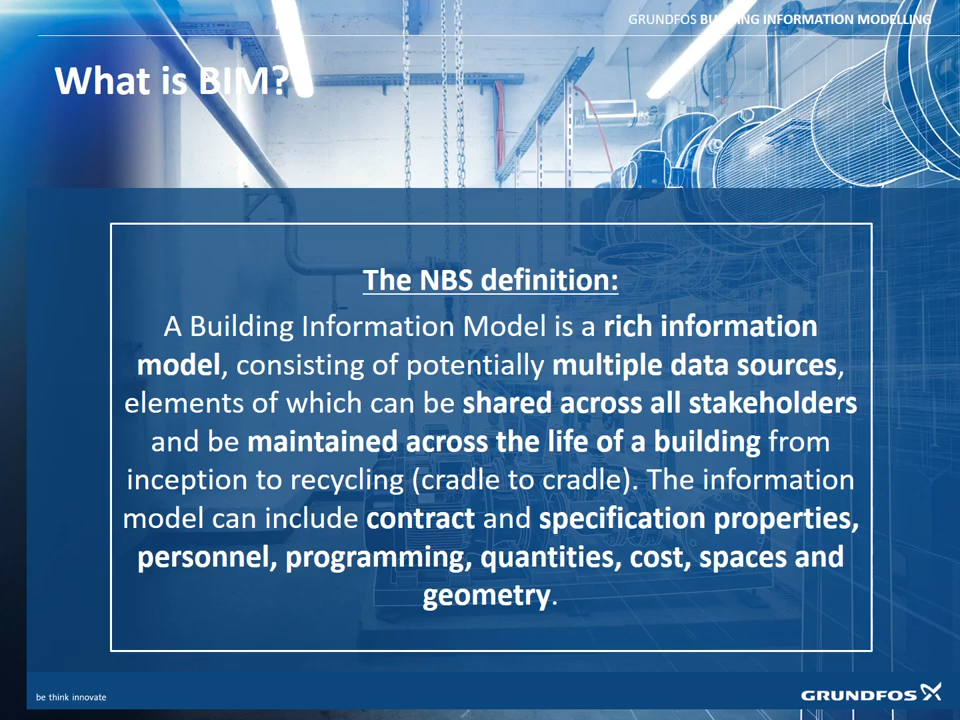 GRUNDFOS BUILDING INFORMATION MODELLING
What is BIM?
The NBS definition:
A Building Information Model is a rich information
model, consisting of potentially multiple data sources,
elements of which can be shared across all stakeholders
and be maintained across the life of a building from
inception to recycling (cradle to cradle). The information
model can include contract and specification properties,
personnel, programming, quantities, cost, spaces and
geometry.
be think innovate
GRUNDFOS